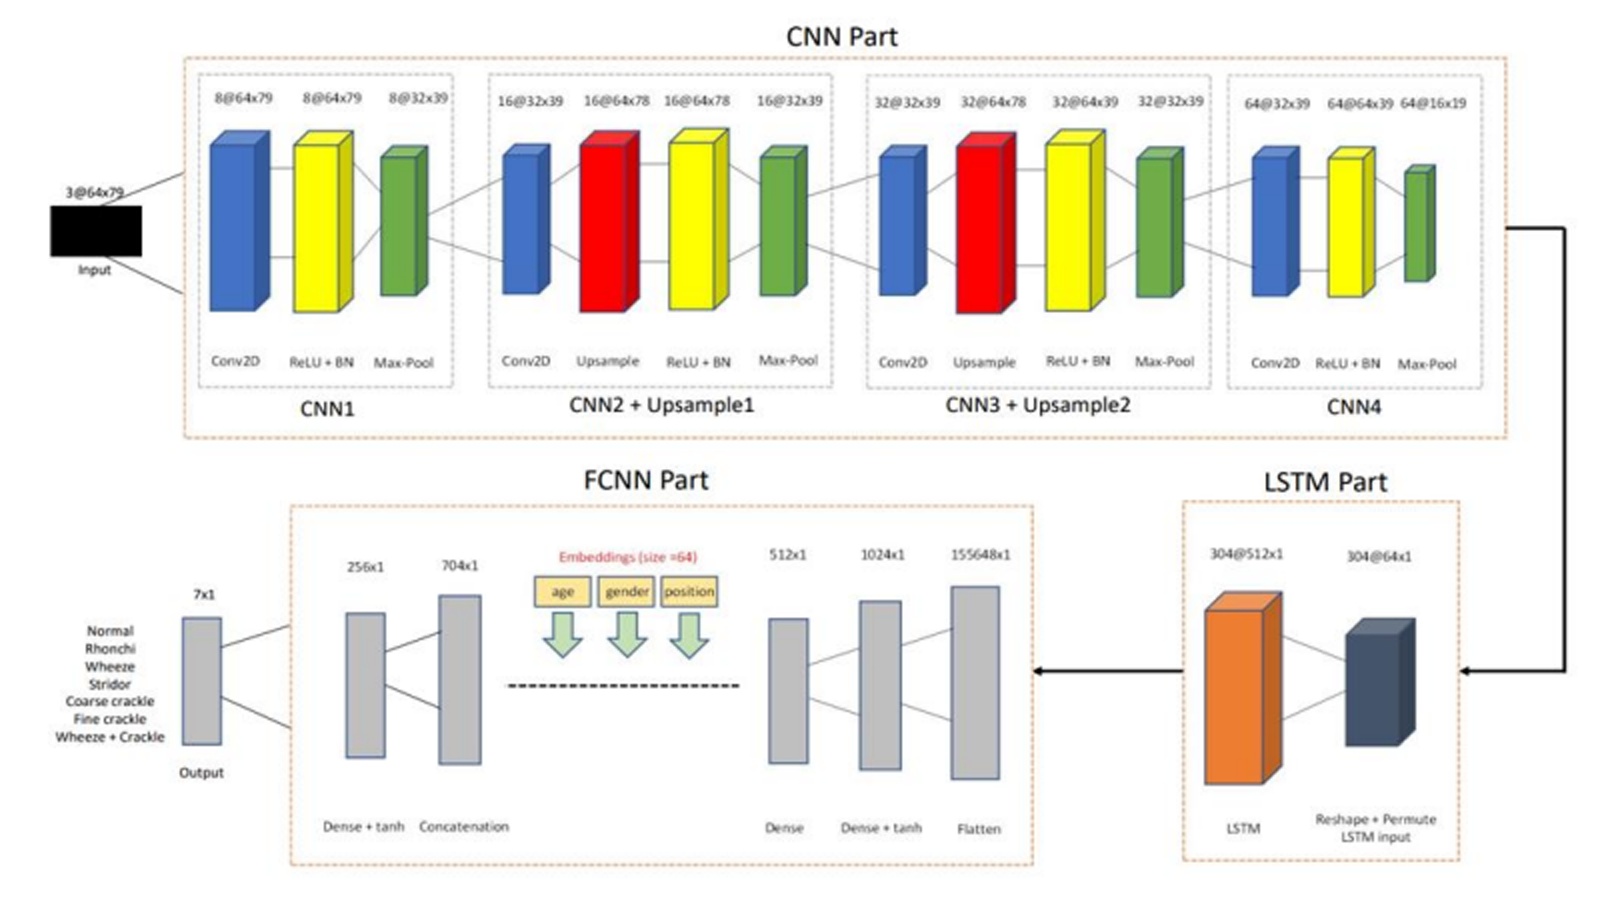 CNN Part
8@64x79
8@64x79
8@32x39
16@32x39
16@64x78
16@64x78
16@32x39
32@32x39
32@64x78
32@64x39
32@32x39
64@32x39
64@64x39
64@16x19
3@64x79
Input
Conv2D
ReLU + BN
Max-Pool
Conv2D
Upsample
ReLU + BN
Max-Pool
Conv2D
Upsample
ReLU + BN
Max-Pool
Conv2D
ReLU + BN
Max-Pool
CNN1
CNN2 + Upsample1
CNN3 + Upsample2
CNN4
FCNN Part
LSTM Part
7x1
Normal
Rhonchi
Wheeze
Stridor
Coarse crackle
Fine crackle
Wheeze + Crackle
Output
256x1
704x1
Embeddings (size =64)
age
gender
position
512x1
1024x1
155648x1
Dense + tanh
Concatenation
Dense
Dense + tanh
Flatten
304@512x1
304@64x1
LSTM
Reshape + Permute
LSTM input